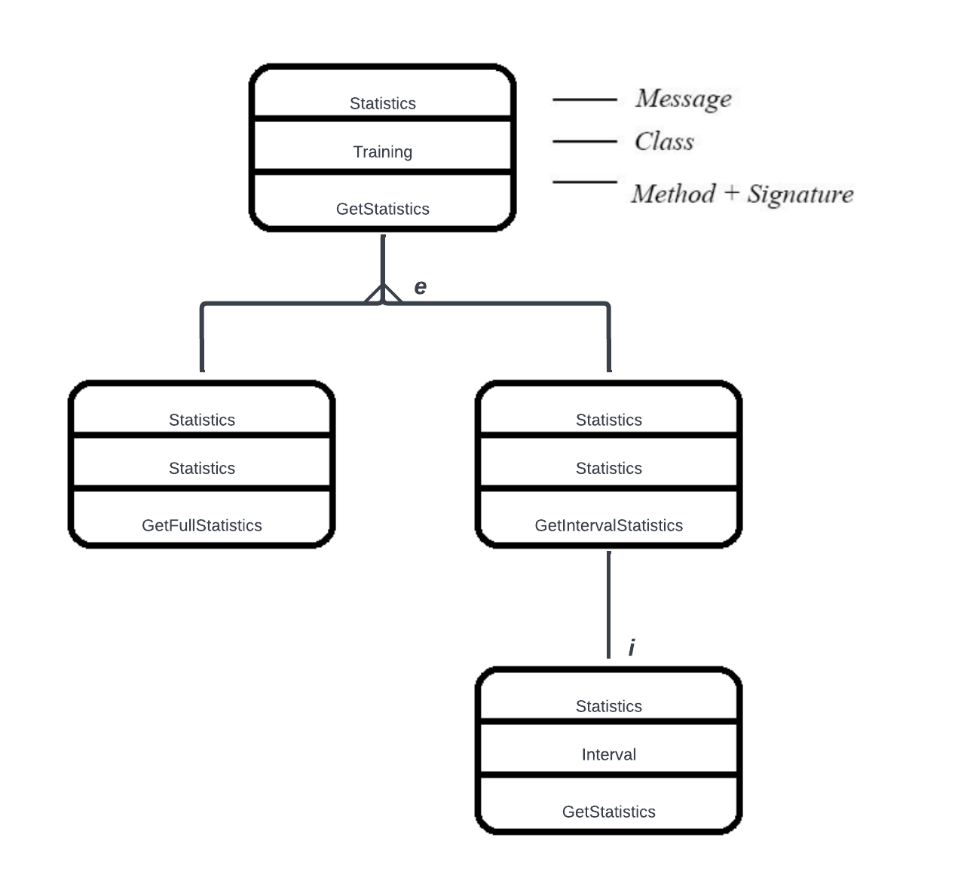 Statistics
Message
Training
Class
GetStatistics
Method + Signature
e
Statistics
Statistics
Statistics
Statistics
GetFullStatistics
GetIntervalStatistics
i
Statistics
Interval
GetStatistics